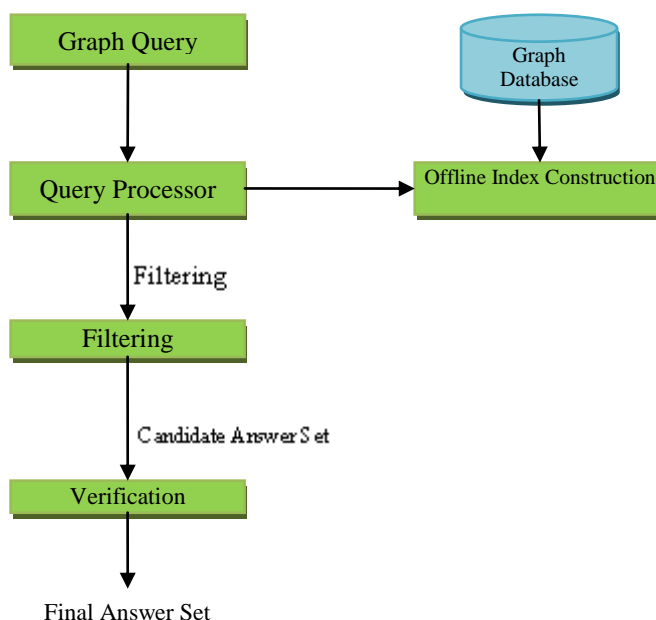 Graph Query
Graph
Database
Query Processor
Offline Index Construction
Filtering
Filtering
Candidate Answer Set
Verification
Final Answer Set